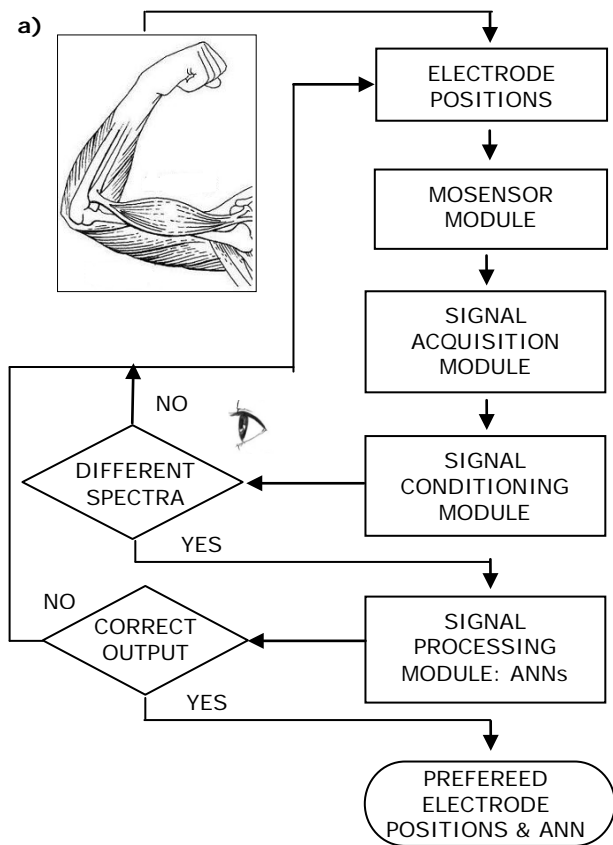 a)
ELECTRODE
POSITIONS
MOSENSOR
MODULE
SIGNAL
ACQUISITION
MODULE
NO
DIFFERENT
SPECTRA
SIGNAL
CONDITIONING
MODULE
YES
NO
CORRECT
OUTPUT
SIGNAL
PROCESSING
MODULE: ANNs
YES
PREFEREED
ELECTRODE
POSITIONS & ANN